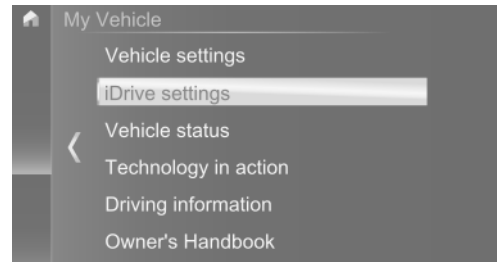 My Vehicle
Vehicle settings
iDrive settings
Vehicle status
Technology in action
Driving information
Owner's Handbook